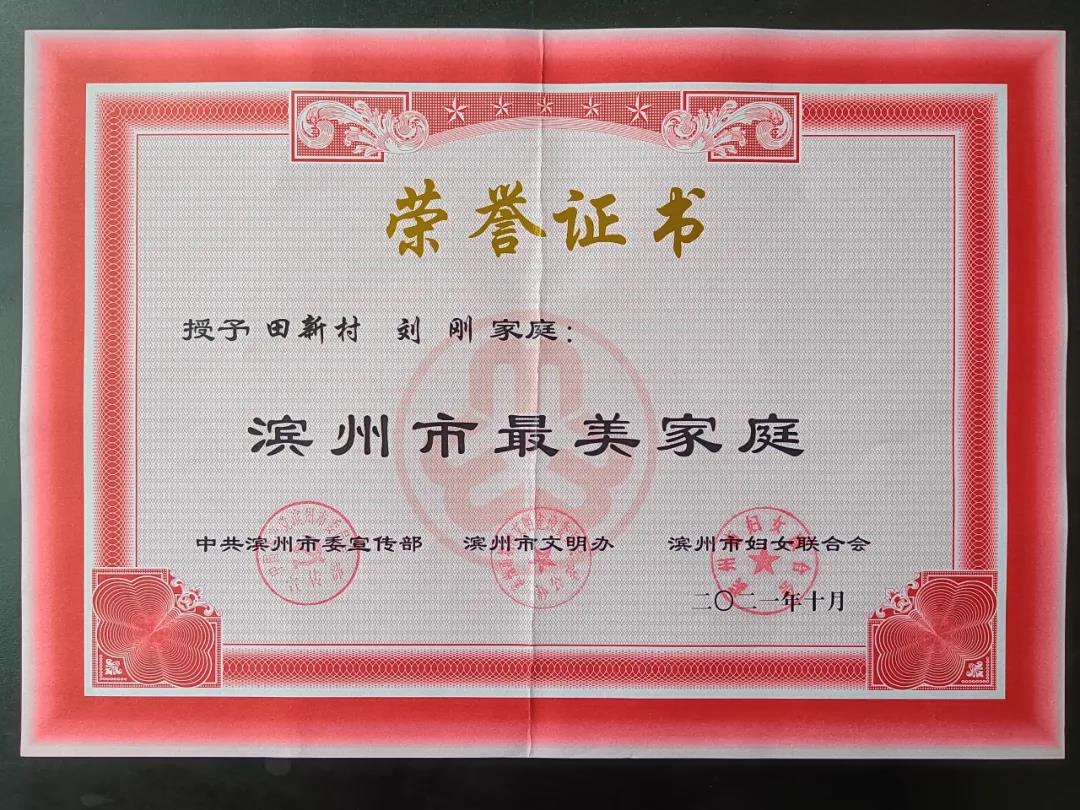 荣誉证书
授予田新村 刘 刚家庭：
滨州市最美家庭
中共滨州市委宣传部 滨州市文明办 滨州市妇女联合会
二〇二一年十月